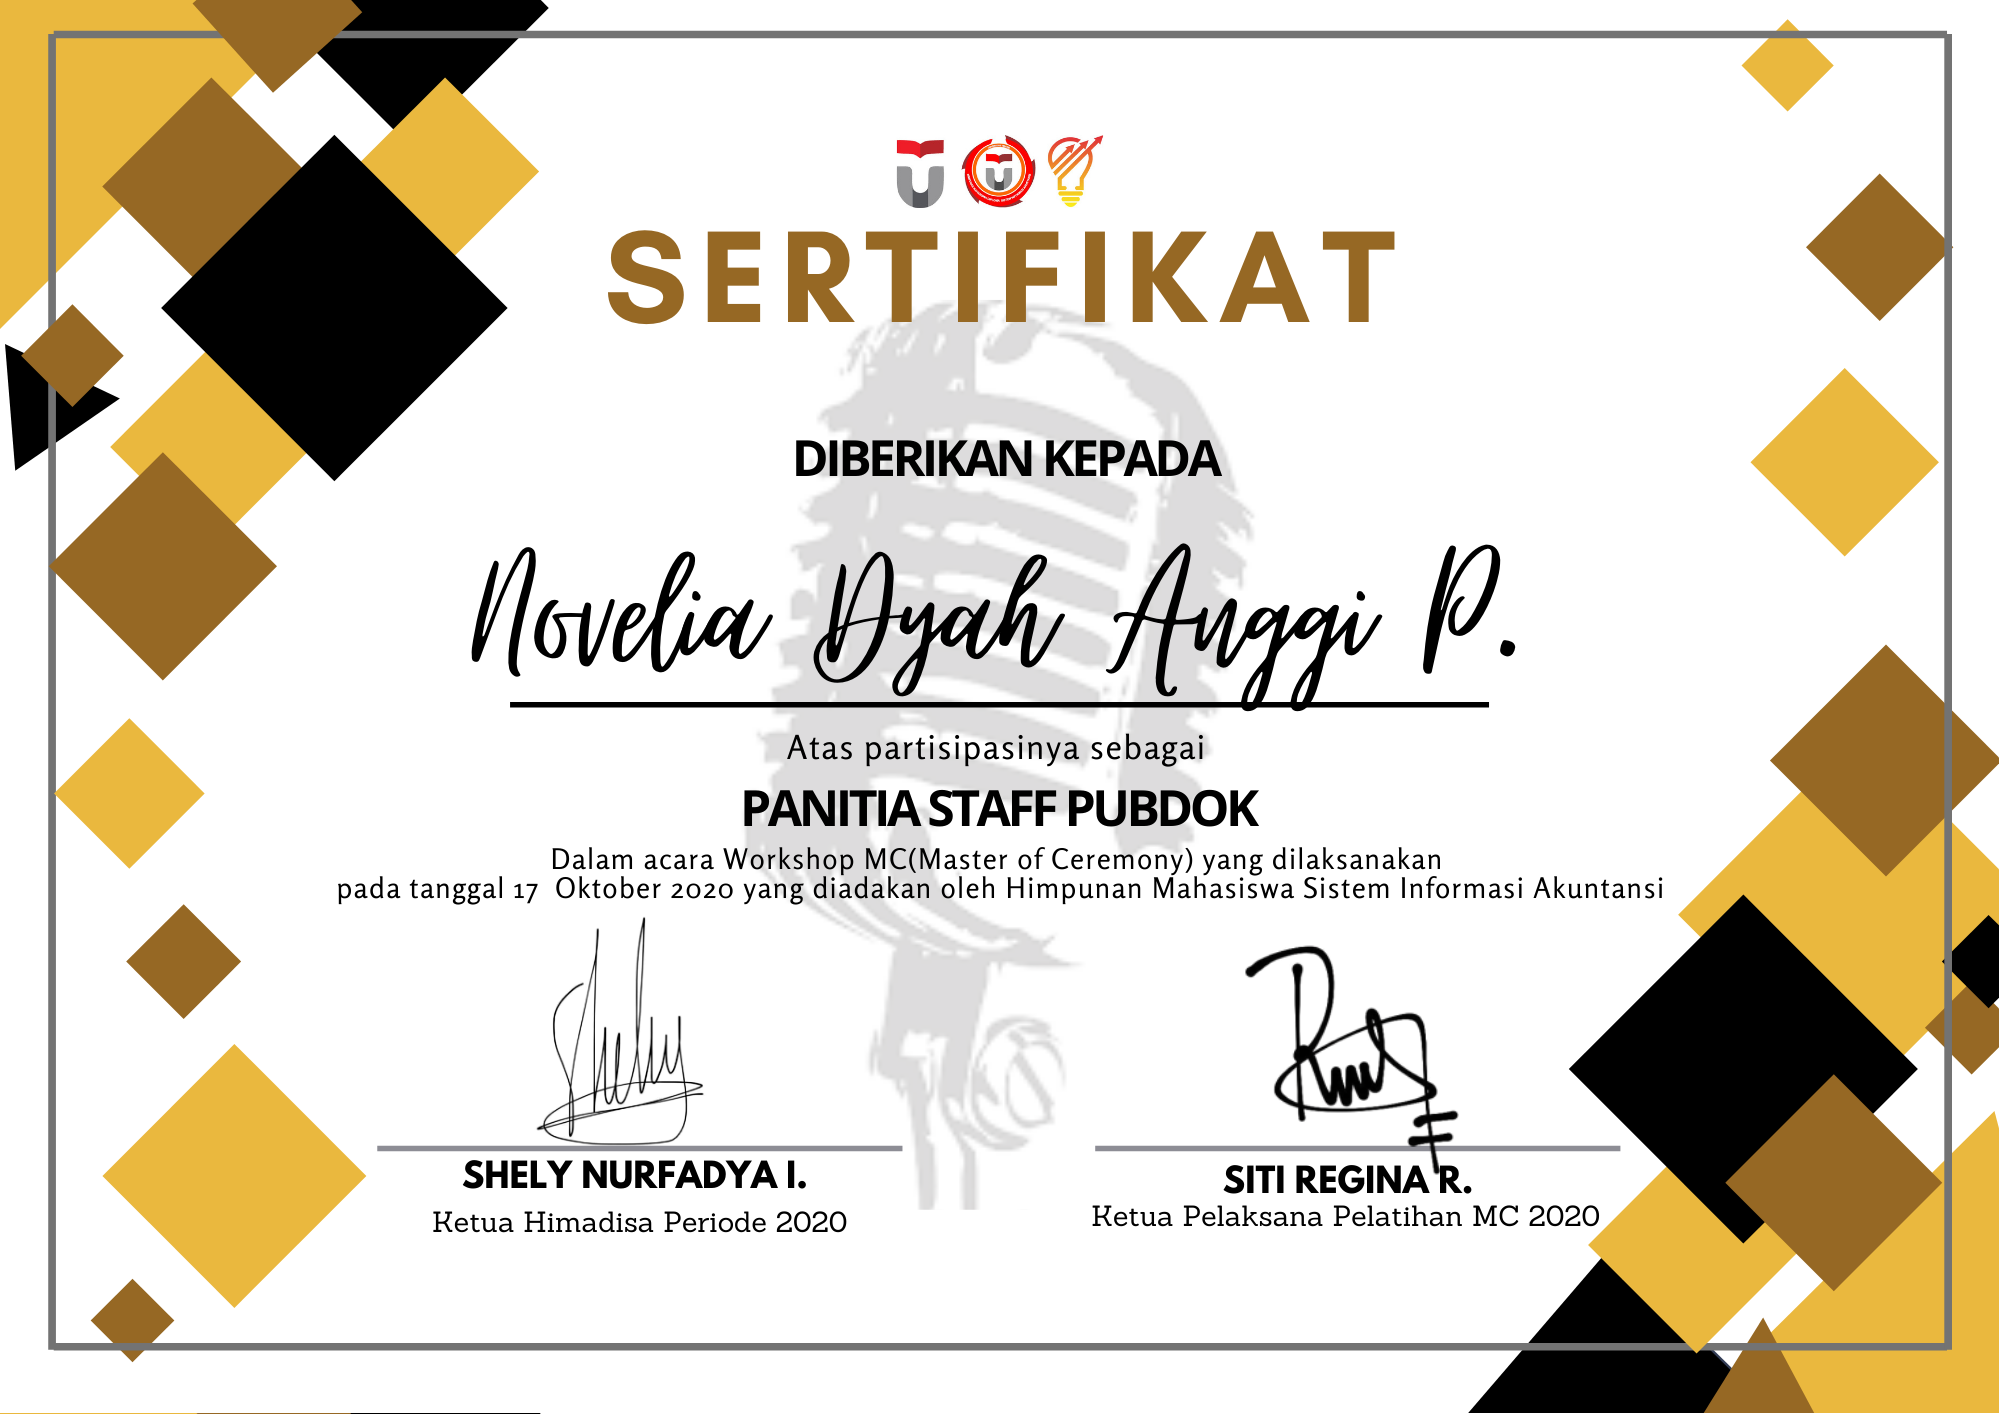 SERTIFIKAT
DIBERIKAN KEPADA
Novelia Dyah Anggi P.
Atas partisipasinya sebagai
PANITIA STAFF PUBDOK
Dalam acara Workshop MC(Master of Ceremony) yang dilaksanakan
pada tanggal 17 Oktober 2020 yang diadakan oleh Himpunan Mahasiswa Sistem Informasi Akuntansi
Shely
SHELY NURFADYA I.
Ketua Himadisa Periode 2020
SITI REGINA R.
Ketua Pelaksana Pelatihan MC 2020